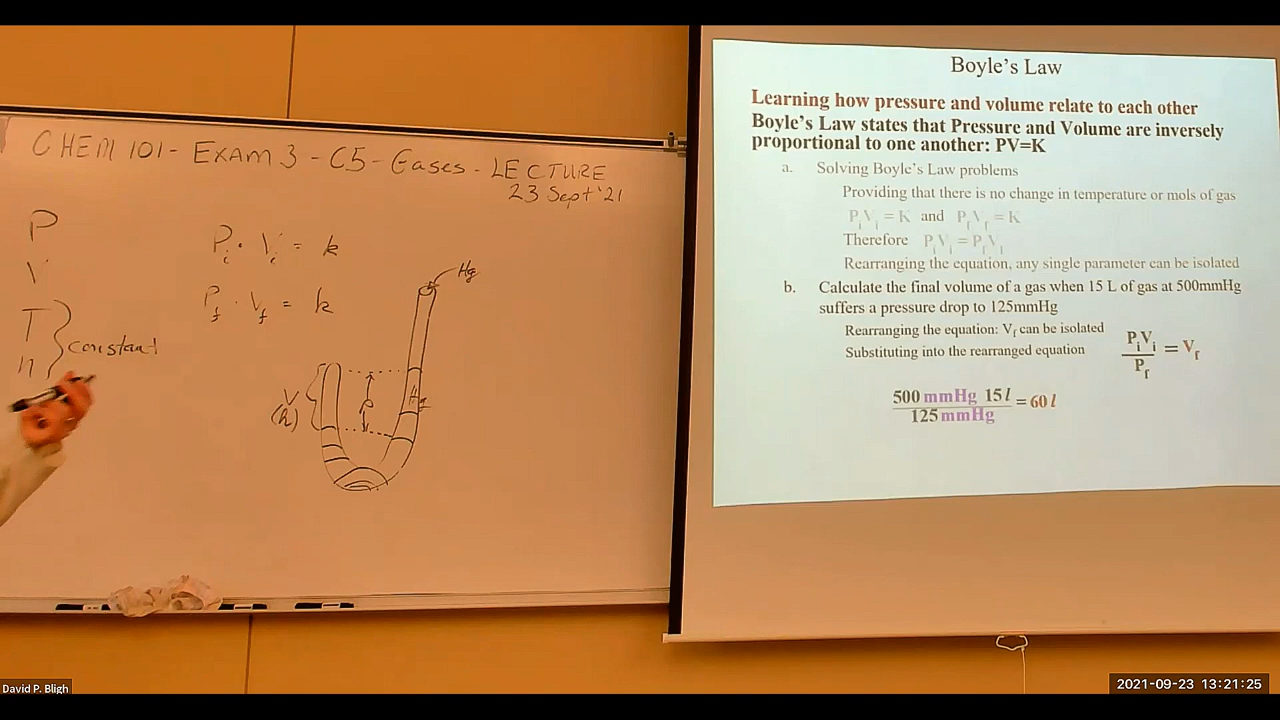 CHEM 101 - EXAM 3 - C5 - Gases - LECTURE
23 Sept '21
P
V
T
n
constant
Pi · Vi = k
Pf · Vf = k
Hg
V
(h)
P
Hg
Boyle's Law
Learning how pressure and volume relate to each other
Boyle's Law states that Pressure and Volume are inversely
proportional to one another: PV=K
a. Solving Boyle's Law problems
Providing that there is no change in temperature or mols of gas
PiVi = K and PfVf = K
Therefore PiVi = PfVf
Rearranging the equation, any single parameter can be isolated
b. Calculate the final volume of a gas when 15 L of gas at 500mmHg
suffers a pressure drop to 125mmHg
Rearranging the equation: Vf can be isolated
Substituting into the rearranged equation
PiVi
Pf
= Vf
500 mmHg 15 l
125 mmHg
= 60 l
David P. Bligh
2021-09-23 13:21:25